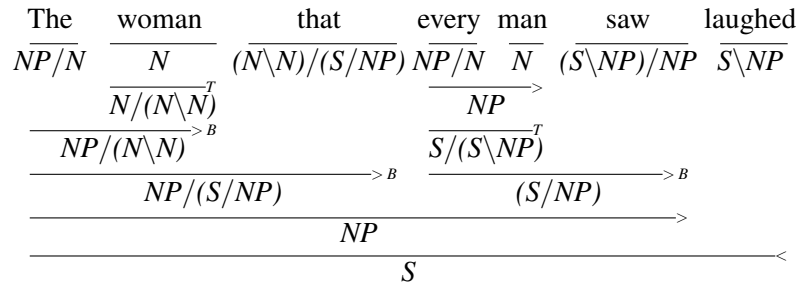 The woman that every man saw laughed
NP/N N (N\N)/(S/NP) NP/N N (S\NP)/NP S\NP
T >
N/(N\N) NP
>B T
NP/(N\N) S/(S\NP)
>B >B
NP/(S/NP) (S/NP)
>
NP
<
S